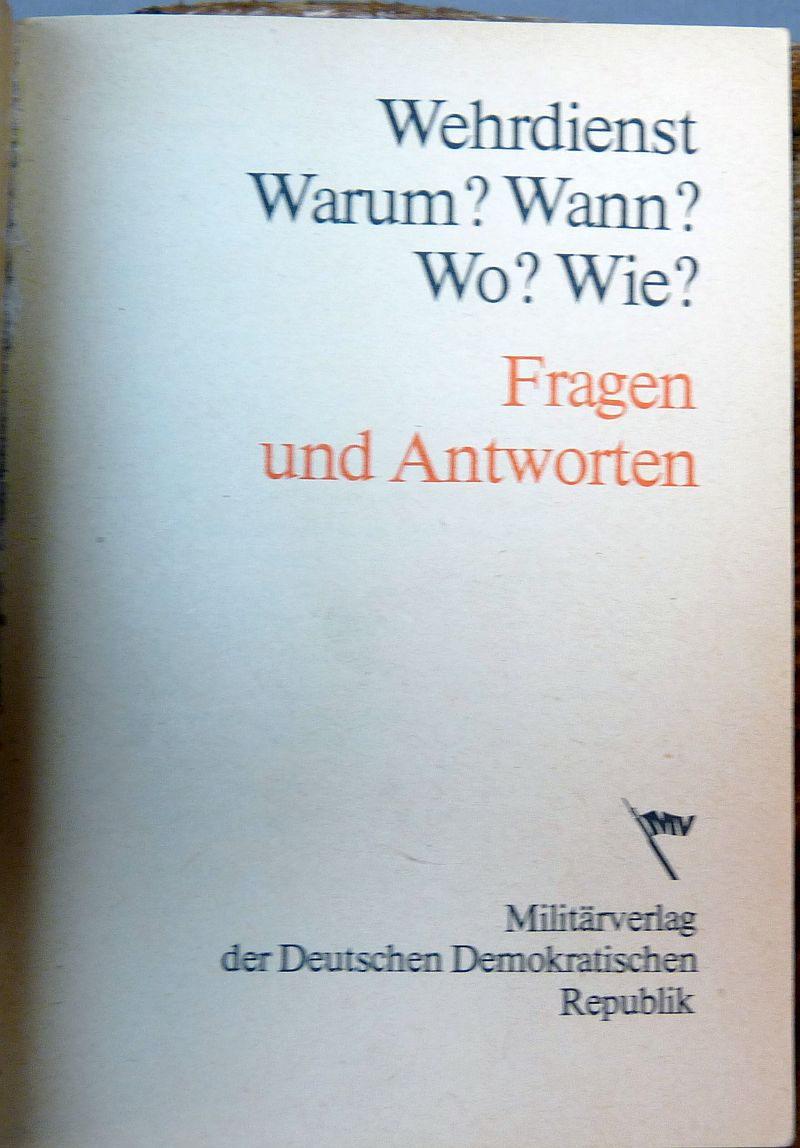 Wehrdienst
Warum? Wann?
Wo? Wie?
Fragen
und Antworten
MV
Militärverlag
der Deutschen Demokratischen
Republik